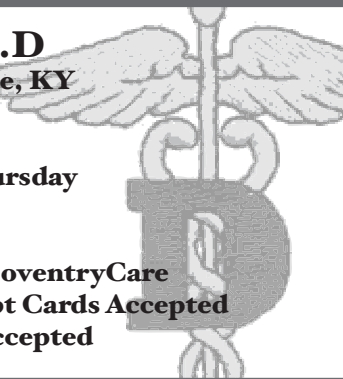 .D
e, KY
ursday
oventryCare
ot Cards Accepted
ccepted
D